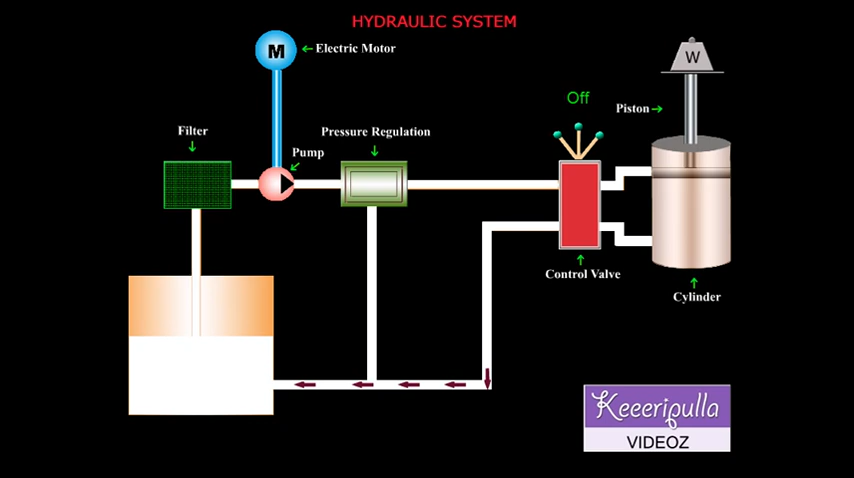 HYDRAULIC SYSTEM
M
Electric Motor
W
Off
Piston
Filter
Pressure Regulation
Pump
Control Valve
Cylinder
Keeeripulla
VIDEOZ